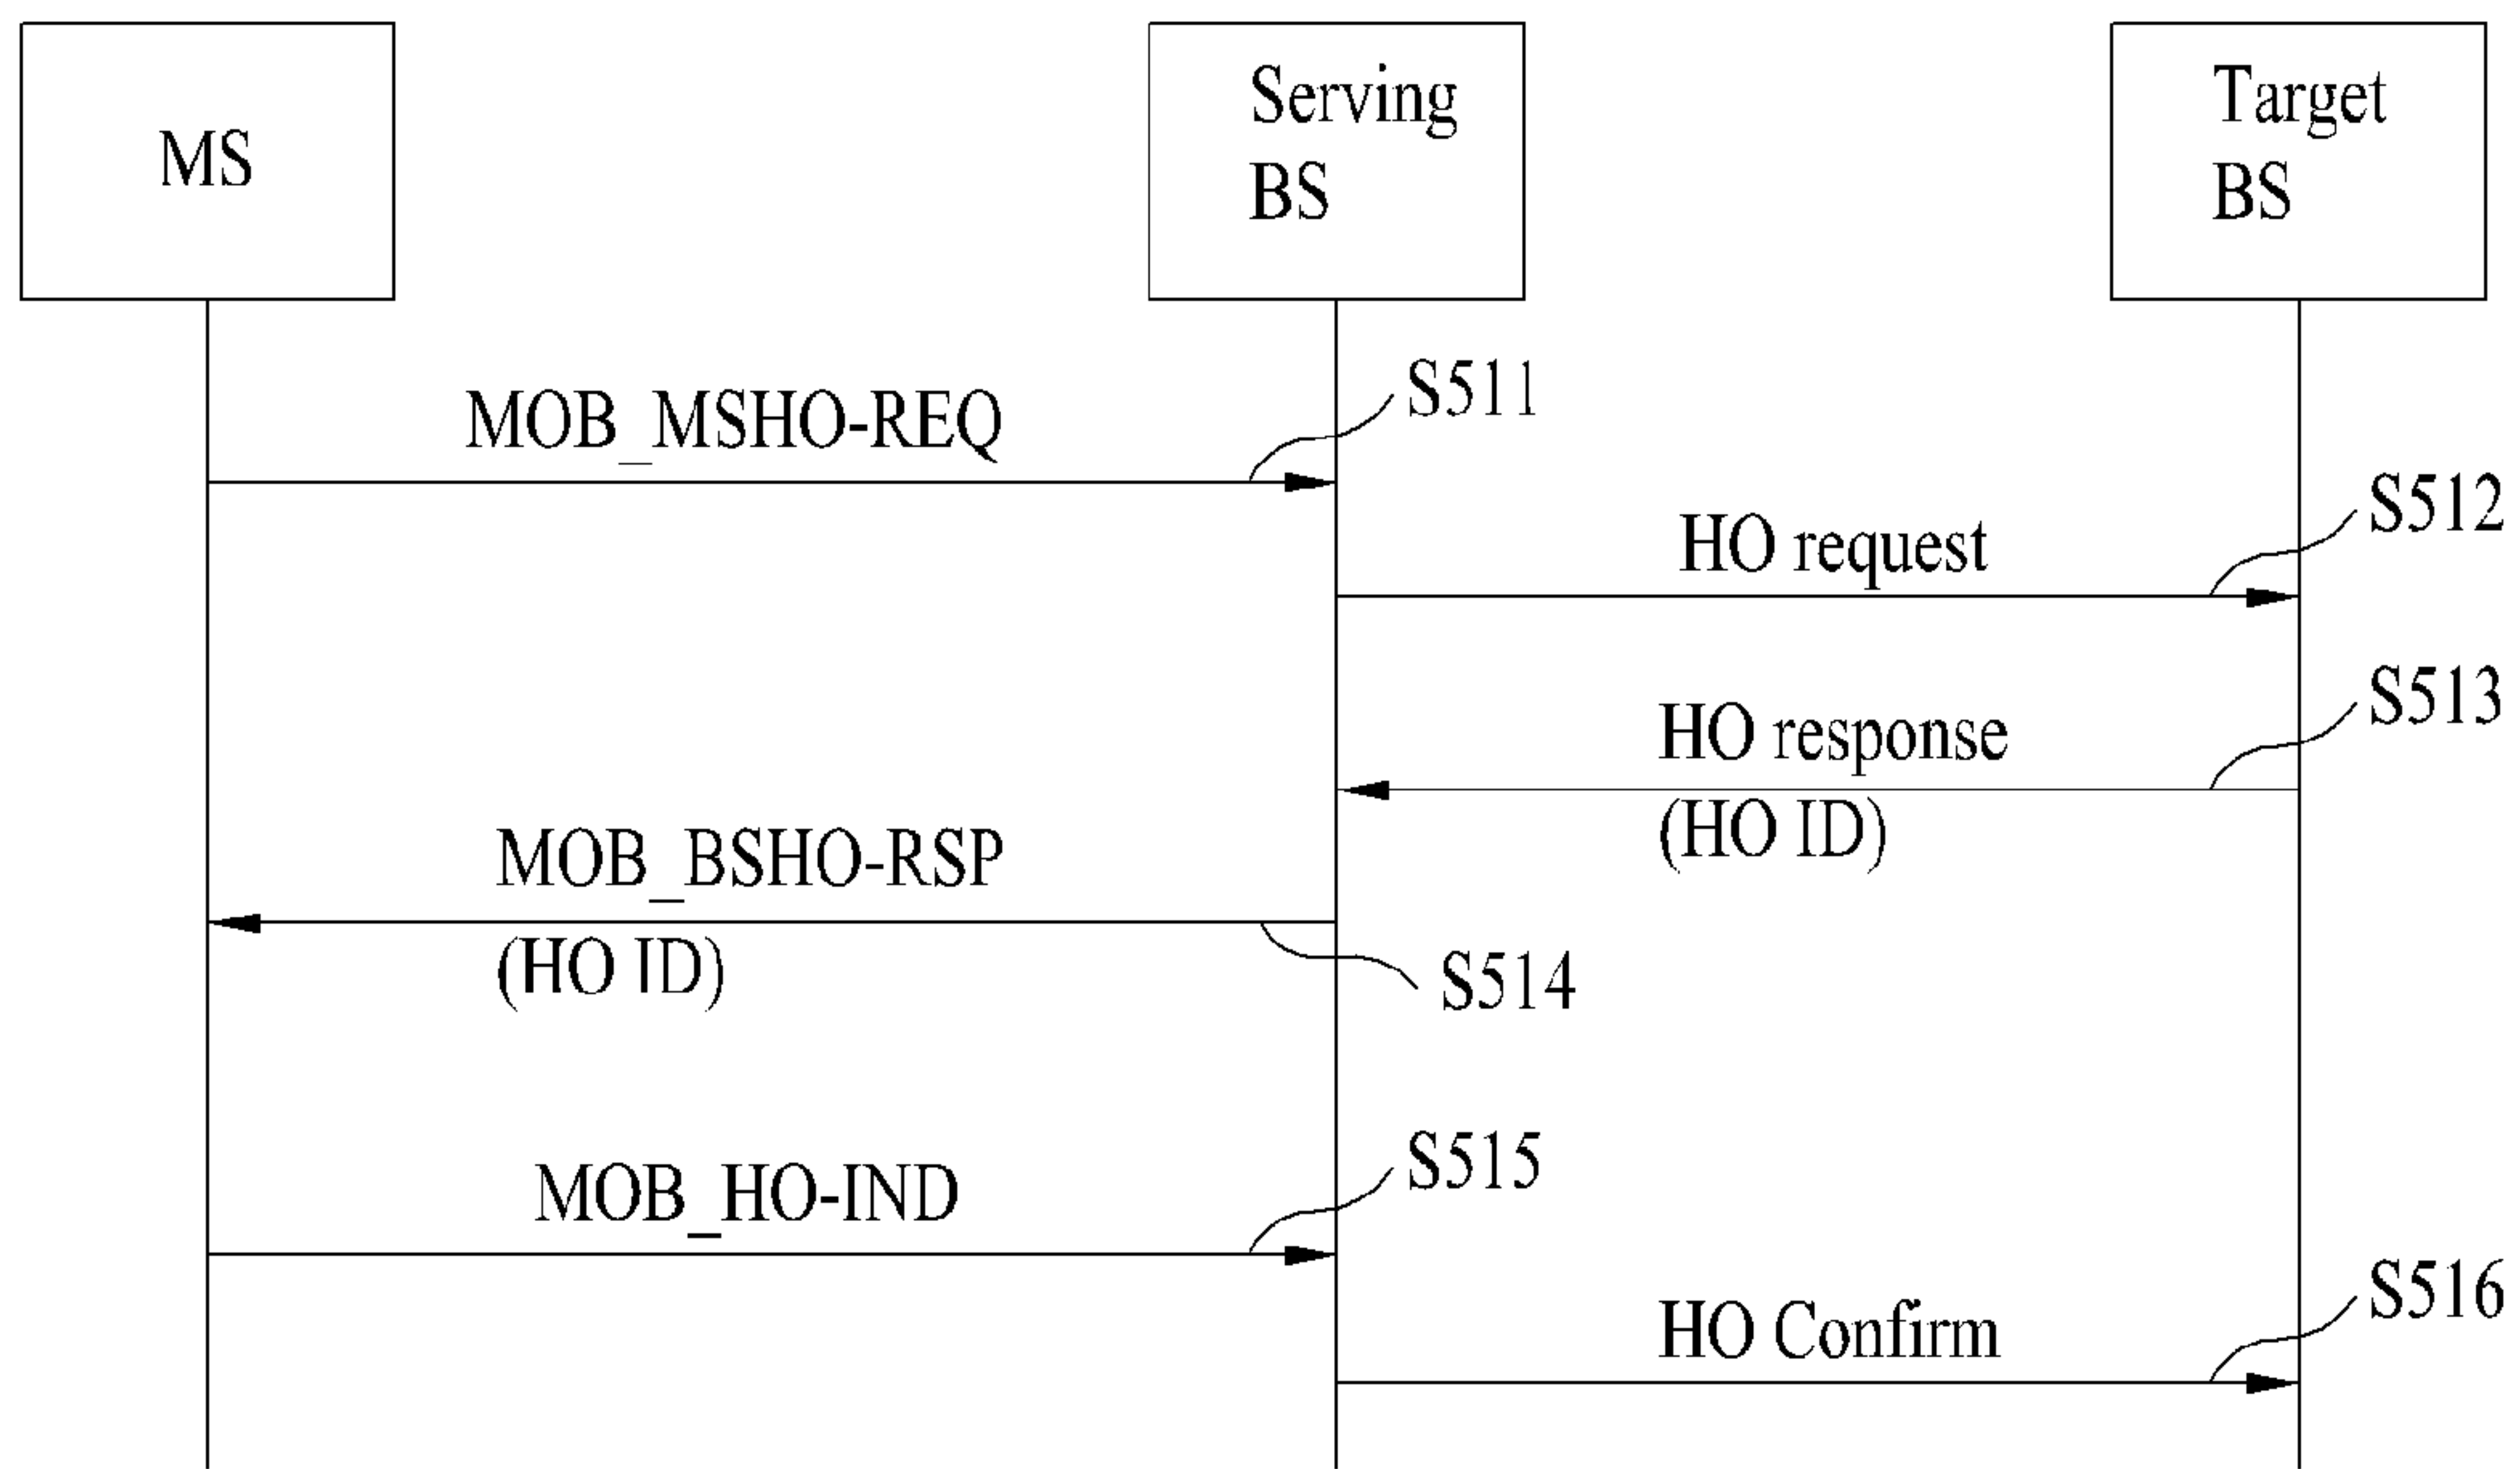 MS
Serving
BS
Target
BS
S511
MOB_MSHO-REQ
S512
HO request
S513
HO response
(HO ID)
MOB_BSHO-RSP
(HO ID)
S514
S515
MOB_HO-IND
S516
HO Confirm